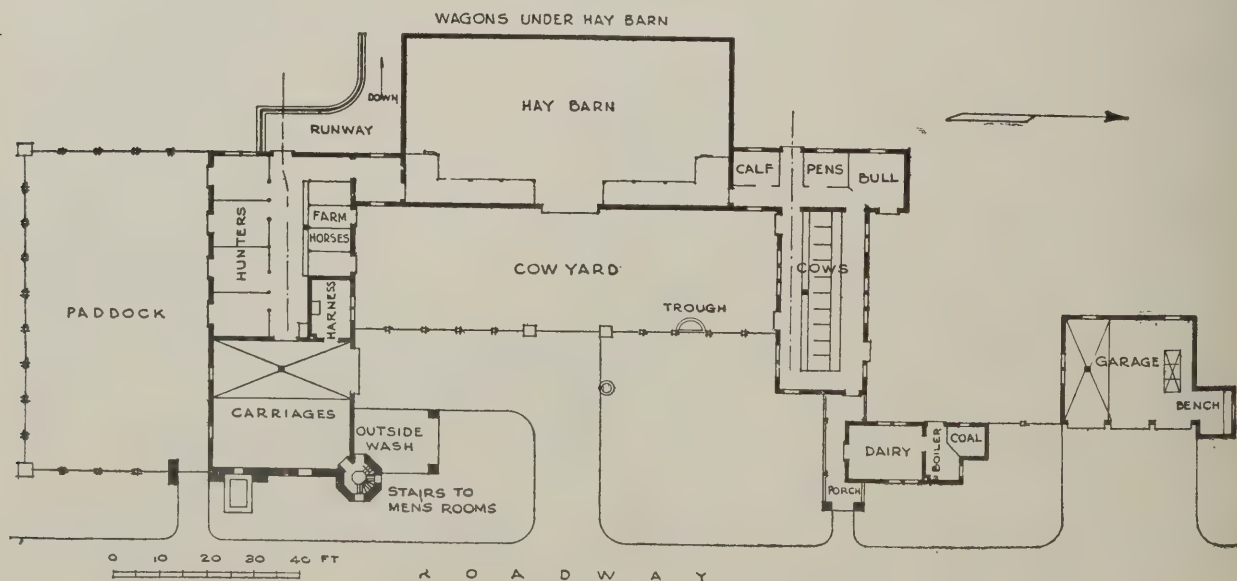 WAGONS UNDER HAY BARN
DOWN
HAY BARN
RUNWAY
CALF
PENS
BULL
FARM
HORSES
HUNTERS
COW YARD
COWS
TROUGH
HARNESS
PADDOCK
GARAGE
BENCH
CARRIAGES
OUTSIDE
WASH
DAIRY
BOILER
COAL
PORCH
STAIRS TO
MEN'S ROOMS
0 10 20 30 40 FT
ROADWAY